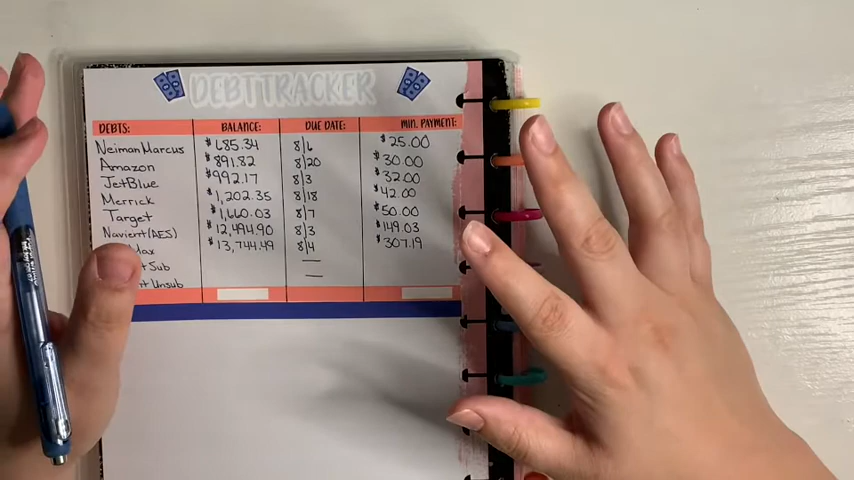 DEBT TRACKER
DEBTS: BALANCE: DUE DATE: MIN. PAYMENT:
Neiman Marcus $685.34 8|6 $25.00
Amazon $891.82 8|20 $30.00
JetBlue $992.17 8|3 $32.00
Merrick $1,202.35 8|18 $42.00
Target $1,660.03 8|7 $50.00
Navient (AES) $12,494.90 8|3 $149.03
Max $13,744.49 8|4 $307.19
Sub —
Unsub —